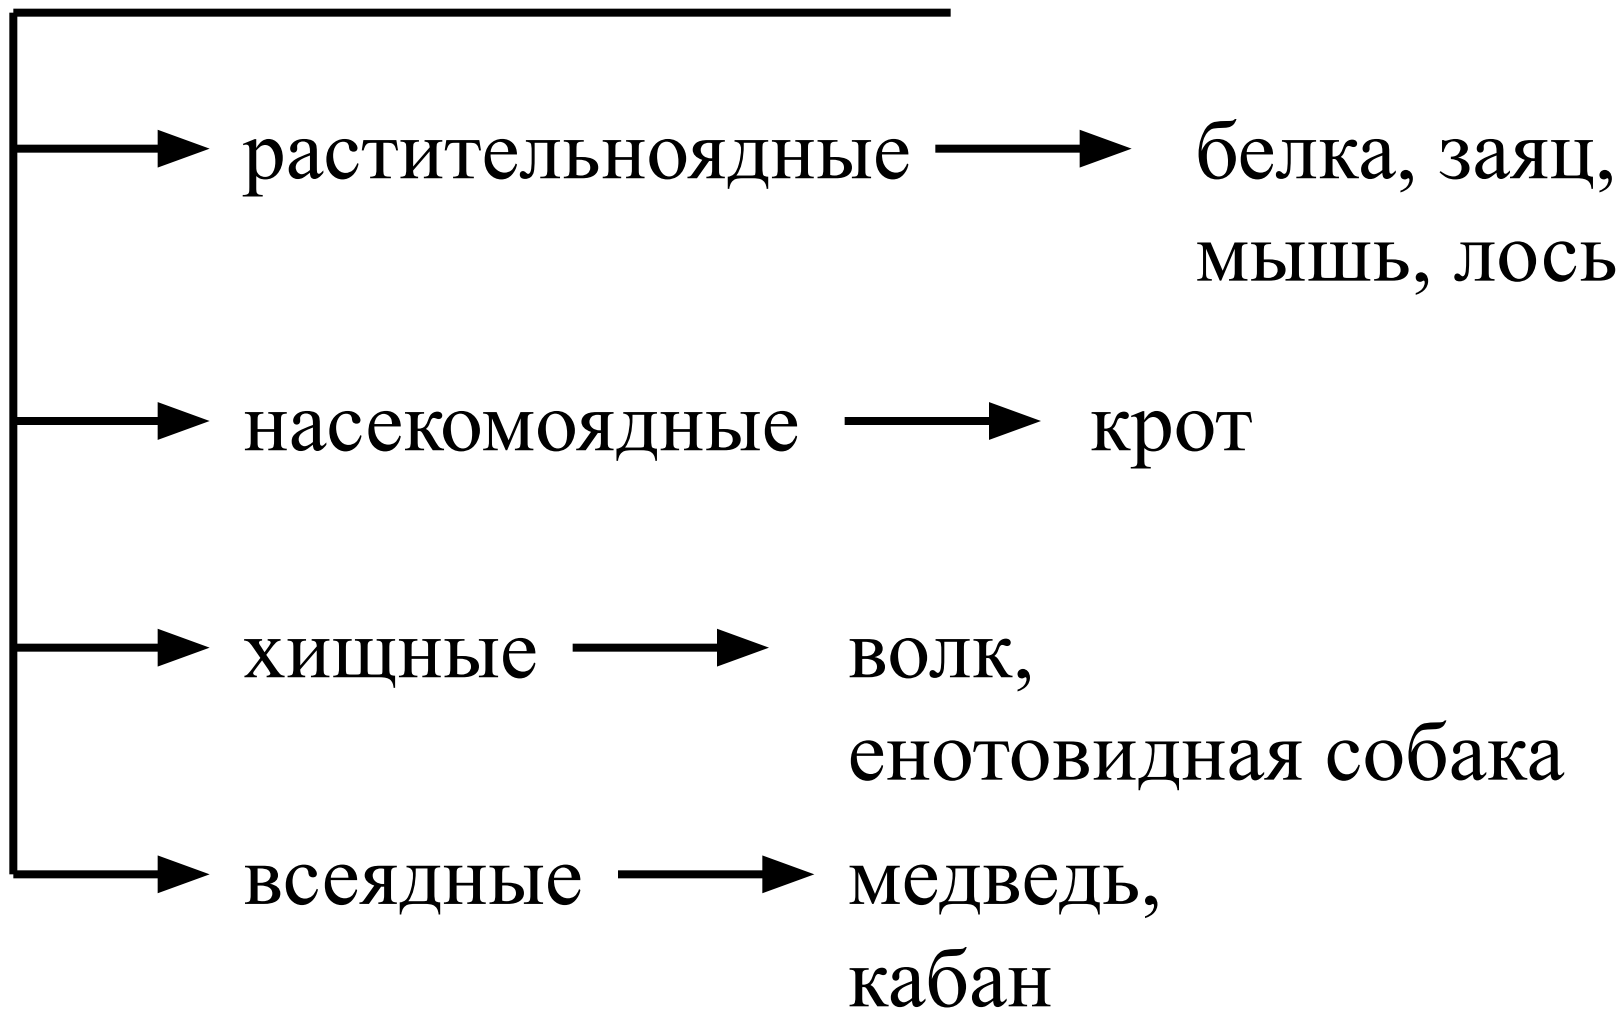 растительноядные белка, заяц,
мышь, лось
насекомоядные крот
хищные волк,
енотовидная собака
всеядные медведь,
кабан